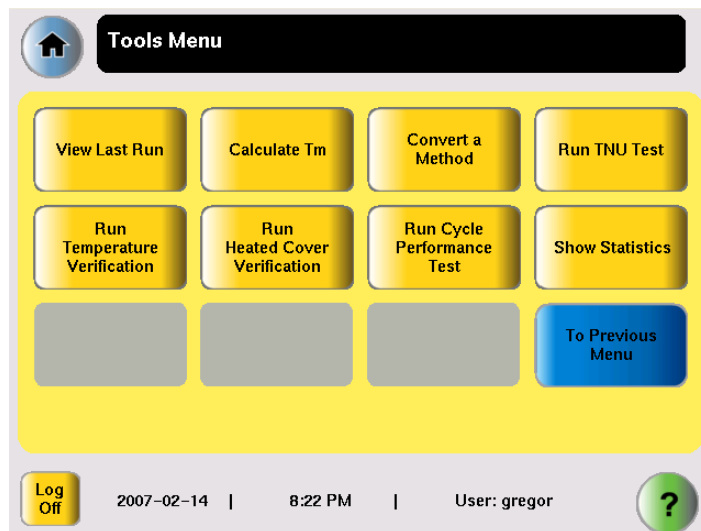 Tools Menu
View Last Run
Calculate Tm
Convert a
Method
Run TNU Test
Run
Temperature
Verification
Run
Heated Cover
Verification
Run Cycle
Performance
Test
Show Statistics
To Previous
Menu
Log
Off
2007-02-14 | 8:22 PM | User: gregor
?